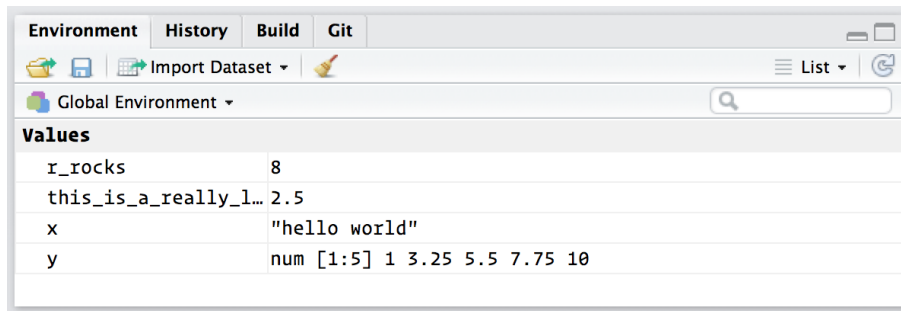 Environment History Build Git
Import Dataset List
Global Environment
Values
r_rocks 8
this_is_a_really_l… 2.5
x "hello world"
y num [1:5] 1 3.25 5.5 7.75 10